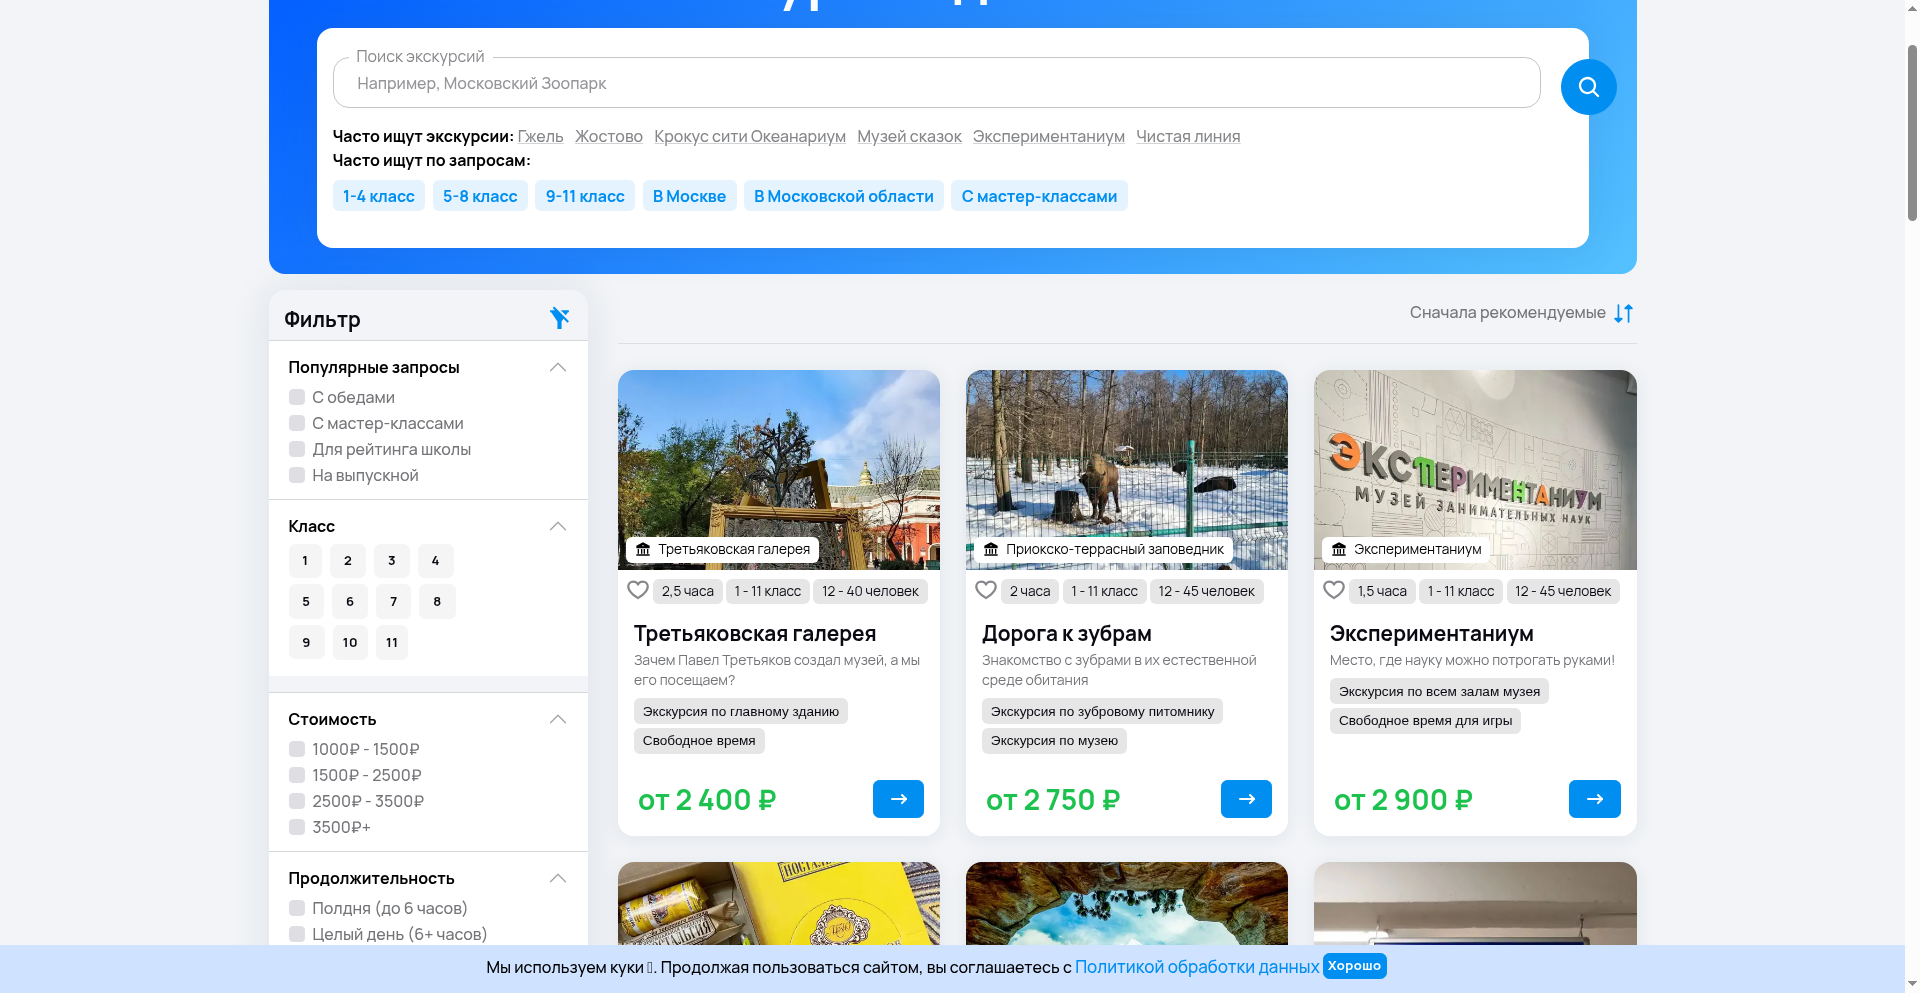 Поиск экскурсий
Например, Московский Зоопарк
Часто ищут экскурсии: Гжель Жостово Крокус сити Океанариум Музей сказок Экспериментаниум Чистая линия
Часто ищут по запросам:
1-4 класс 5-8 класс 9-11 класс В Москве В Московской области С мастер-классами
Фильтр
Популярные запросы
С обедами
С мастер-классами
Для рейтинга школы
На выпускной
Класс
1 2 3 4
5 6 7 8
9 10 11
Стоимость
1000₽ - 1500₽
1500₽ - 2500₽
2500₽ - 3500₽
3500₽+
Продолжительность
Полдня (до 6 часов)
Целый день (6+ часов)
Сначала рекомендуемые
Третьяковская галерея
2,5 часа 1 - 11 класс 12 - 40 человек
Третьяковская галерея
Зачем Павел Третьяков создал музей, а мы
его посещаем?
Экскурсия по главному зданию
Свободное время
от 2 400 ₽
Приокско-террасный заповедник
2 часа 1 - 11 класс 12 - 45 человек
Дорога к зубрам
Знакомство с зубрами в их естественной
среде обитания
Экскурсия по зубровому питомнику
Экскурсия по музею
от 2 750 ₽
ЭКСПЕРИМЕНТАНИУМ
МУЗЕЙ ЗАНИМАТЕЛЬНЫХ НАУК
Экспериментаниум
1,5 часа 1 - 11 класс 12 - 45 человек
Экспериментаниум
Место, где науку можно потрогать руками!
Экскурсия по всем залам музея
Свободное время для игры
от 2 900 ₽
Мы используем куки . Продолжая пользоваться сайтом, вы соглашаетесь с Политикой обработки данных Хорошо